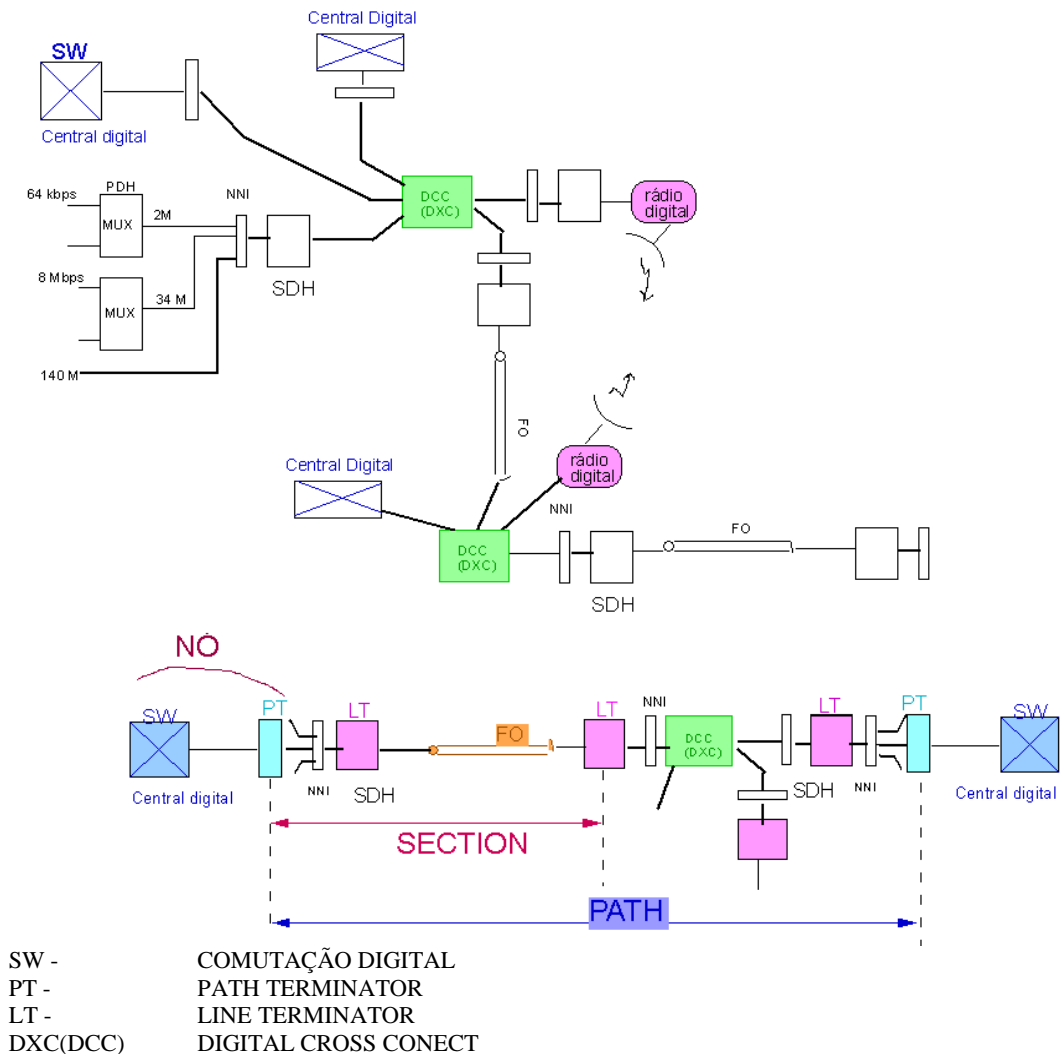 Central Digital
SW
Central digital
64 kbps
PDH
MUX
2M
NNI
8 Mbps
MUX
34 M
140 M
SDH
DCC
(DXC)
rádio
digital
FO
Central Digital
rádio
digital
NNI
DCC
(DXC)
SDH
FO
NÓ
SW
Central digital
PT
NNI
LT
SDH
FO
LT
NNI
DCC
(DXC)
LT
SDH
NNI
PT
SW
Central digital
SECTION
PATH
SW - COMUTAÇÃO DIGITAL
PT - PATH TERMINATOR
LT - LINE TERMINATOR
DXC(DCC) DIGITAL CROSS CONECT